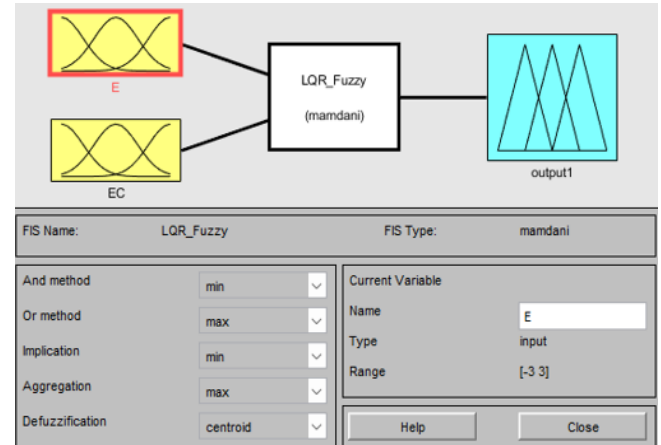 E
LQR_Fuzzy
(mamdani)
output1
EC
FIS Name: LQR_Fuzzy FIS Type: mamdani
And method min
Or method max
Implication min
Aggregation max
Defuzzification centroid
Current Variable
Name E
Type input
Range [-3 3]
Help Close